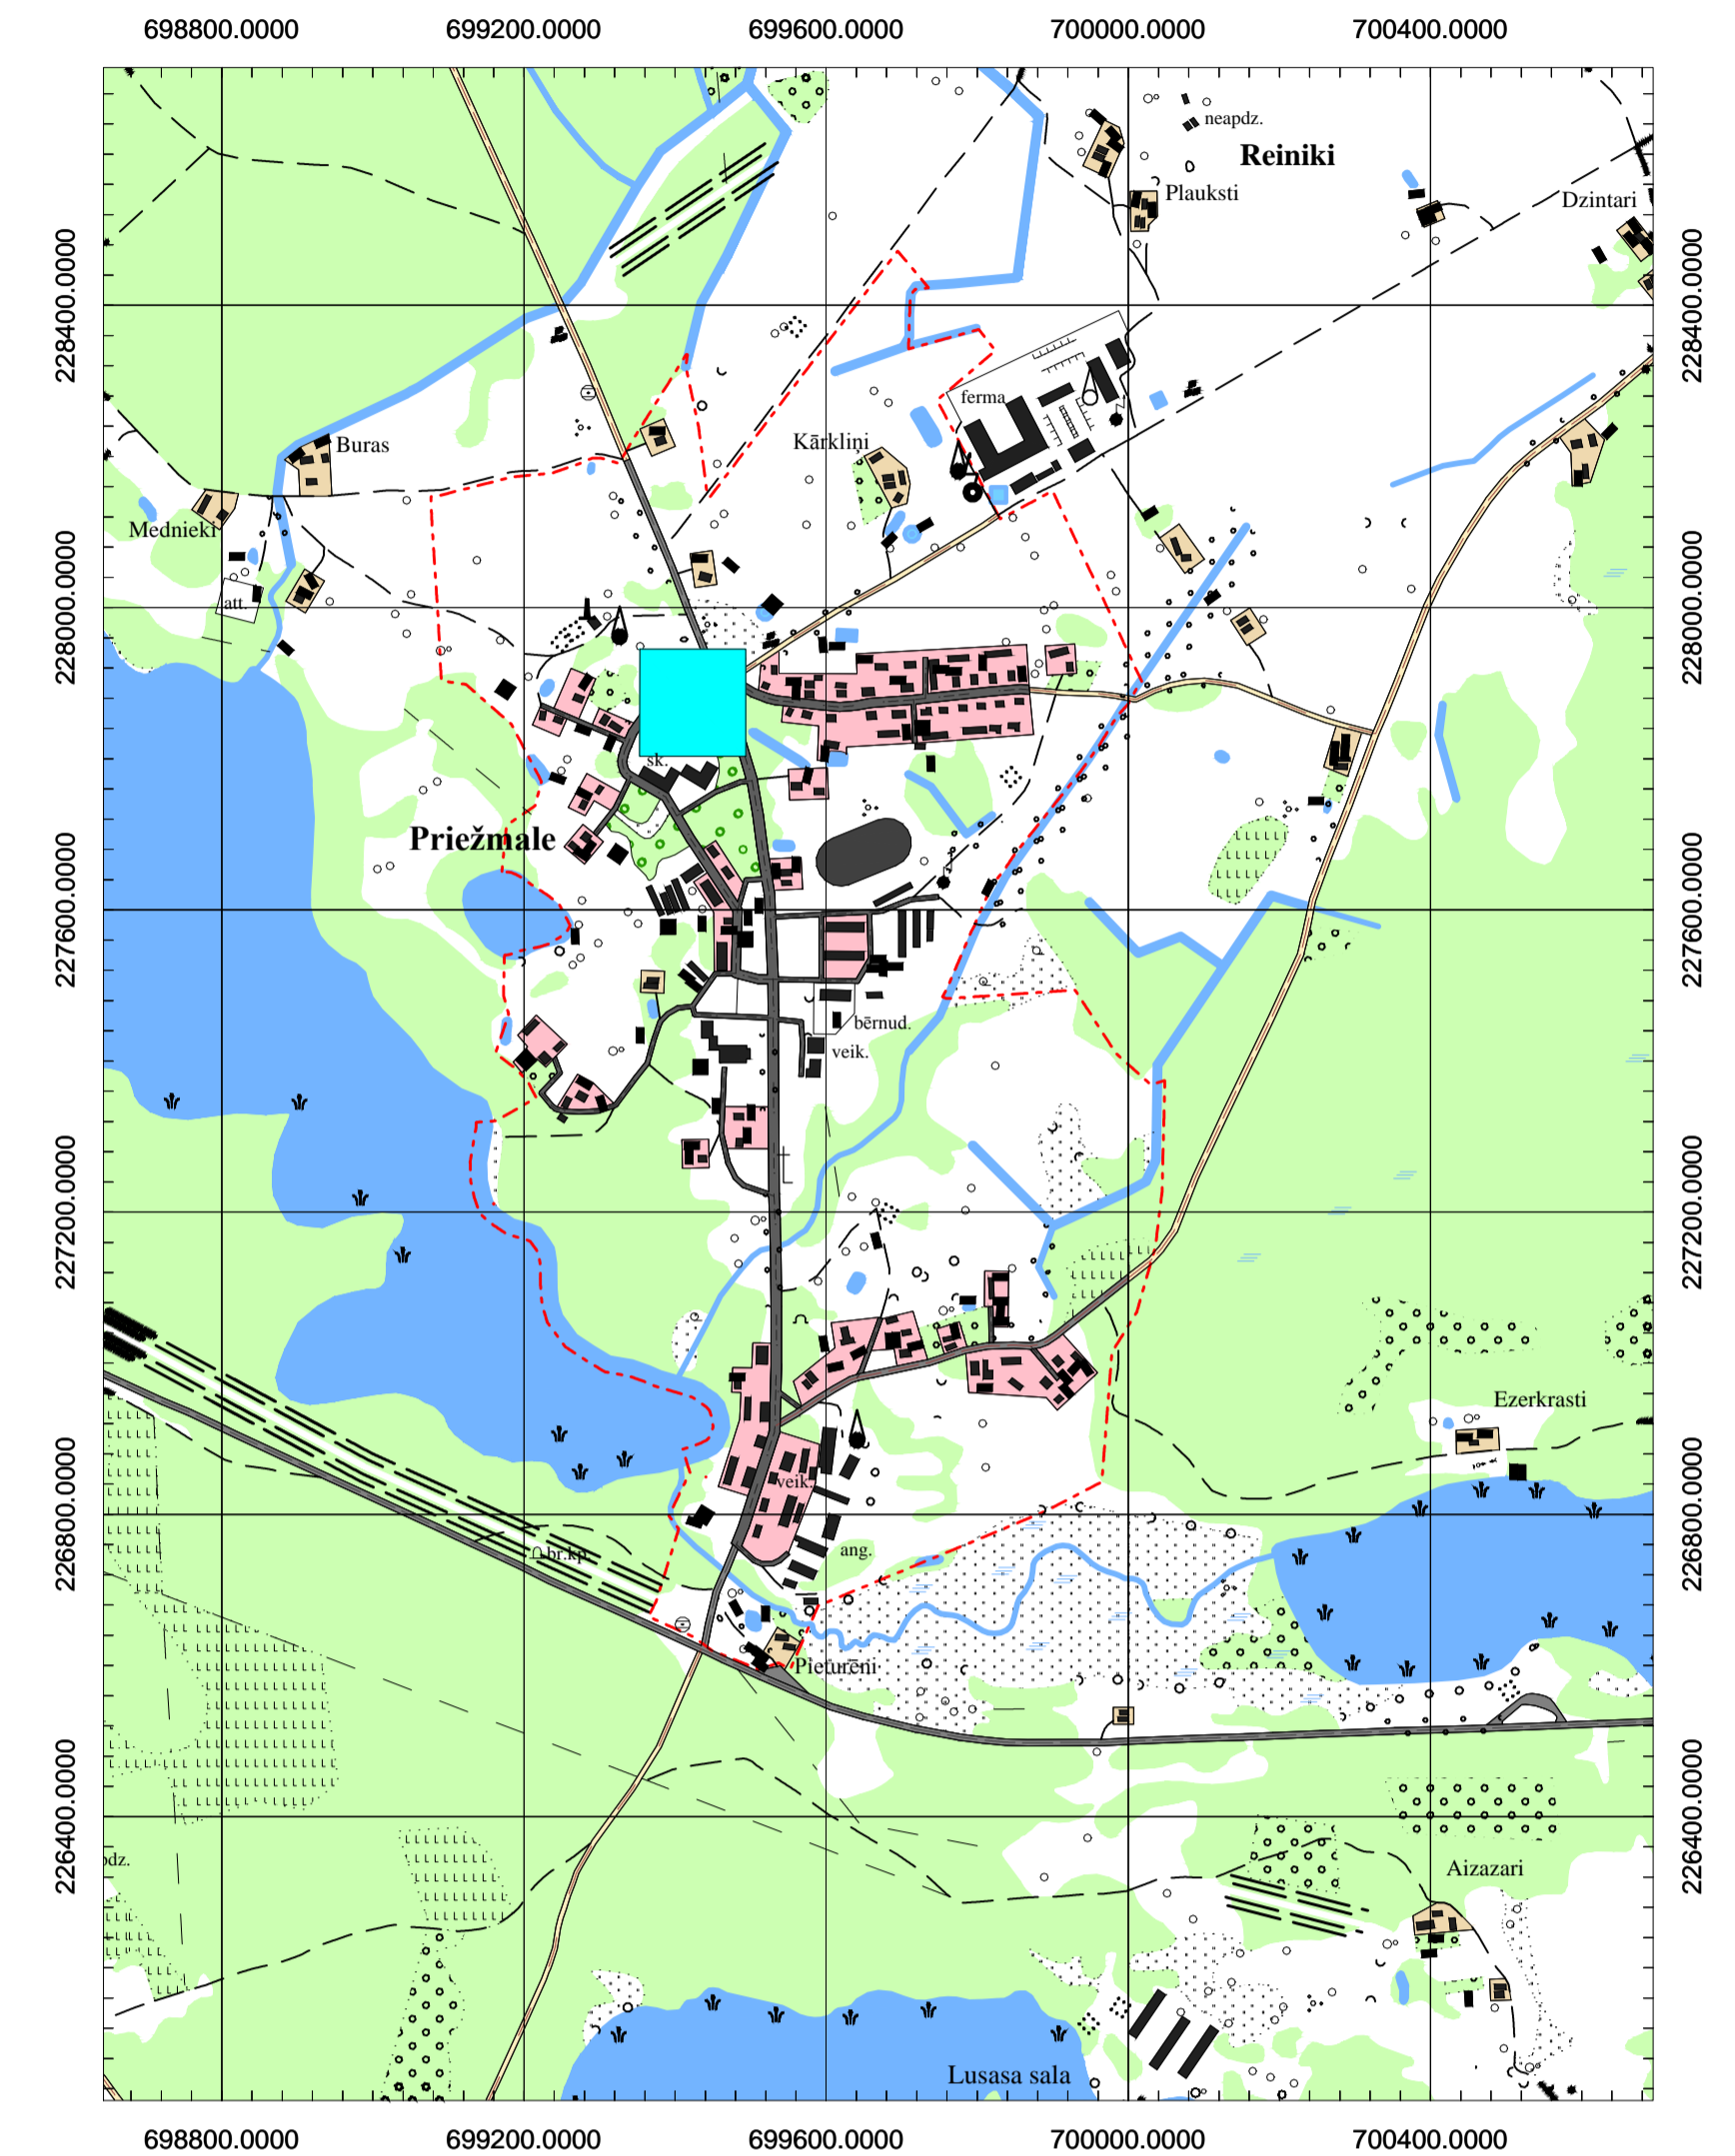 698800.0000 699200.0000 699600.0000 700000.0000 700400.0000
neapdz.
Reiniki
Plauksti
Dzintari
228400.0000
228400.0000
ferma
Kārkliņi
Buras
Mednieki
att.
228000.0000
228000.0000
sk.
Priežmale
227600.0000
227600.0000
bērnud.
veik.
227200.0000
227200.0000
Ezerkrasti
veik.
226800.0000
226800.0000
br.kp.
ang.
Pieturēni
226400.0000
226400.0000
odz.
Aizazari
Lusasa sala
698800.0000 699200.0000 699600.0000 700000.0000 700400.0000